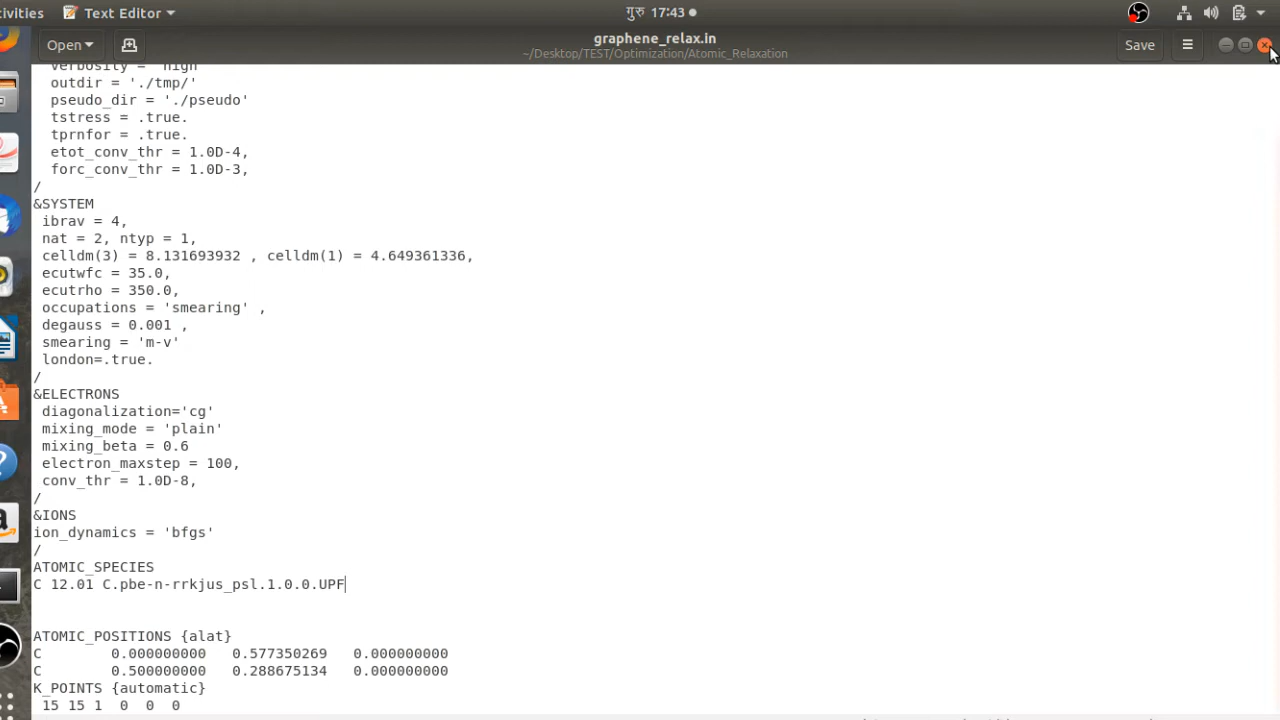 ctivities Text Editor गुरु 17:43
Open graphene_relax.in Save
~/Desktop/TEST/Optimization/Atomic_Relaxation
verbosity = 'high'
outdir = './tmp/'
pseudo_dir = './pseudo'
tstress = .true.
tprnfor = .true.
etot_conv_thr = 1.0D-4,
forc_conv_thr = 1.0D-3,
/
&SYSTEM
ibrav = 4,
nat = 2, ntyp = 1,
celldm(3) = 8.131693932 , celldm(1) = 4.649361336,
ecutwfc = 35.0,
ecutrho = 350.0,
occupations = 'smearing' ,
degauss = 0.001 ,
smearing = 'm-v'
london=.true.
/
&ELECTRONS
diagonalization='cg'
mixing_mode = 'plain'
mixing_beta = 0.6
electron_maxstep = 100,
conv_thr = 1.0D-8,
/
&IONS
ion_dynamics = 'bfgs'
/
ATOMIC_SPECIES
C 12.01 C.pbe-n-rrkjus_psl.1.0.0.UPF
ATOMIC_POSITIONS {alat}
C 0.000000000 0.577350269 0.000000000
C 0.500000000 0.288675134 0.000000000
K_POINTS {automatic}
15 15 1 0 0 0